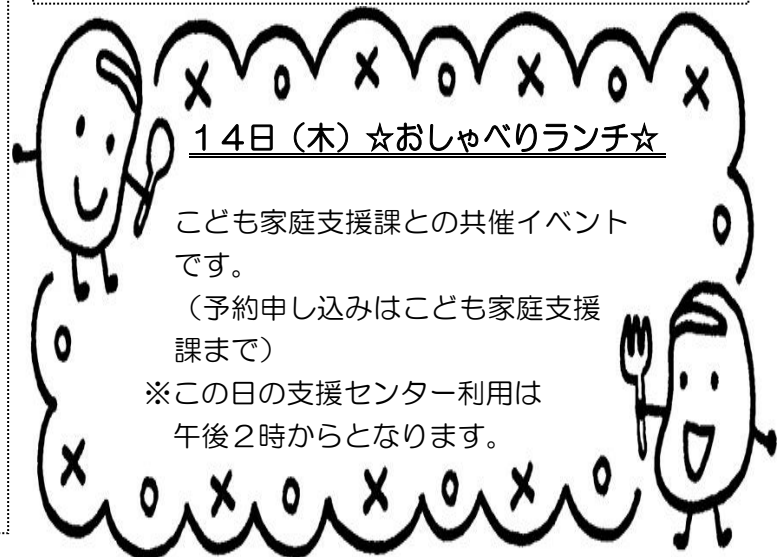 １４日（木）☆おしゃべりランチ☆
こども家庭支援課との共催イベント
です。
（予約申し込みはこども家庭支援
課まで）
※この日の支援センター利用は
午後２時からとなります。